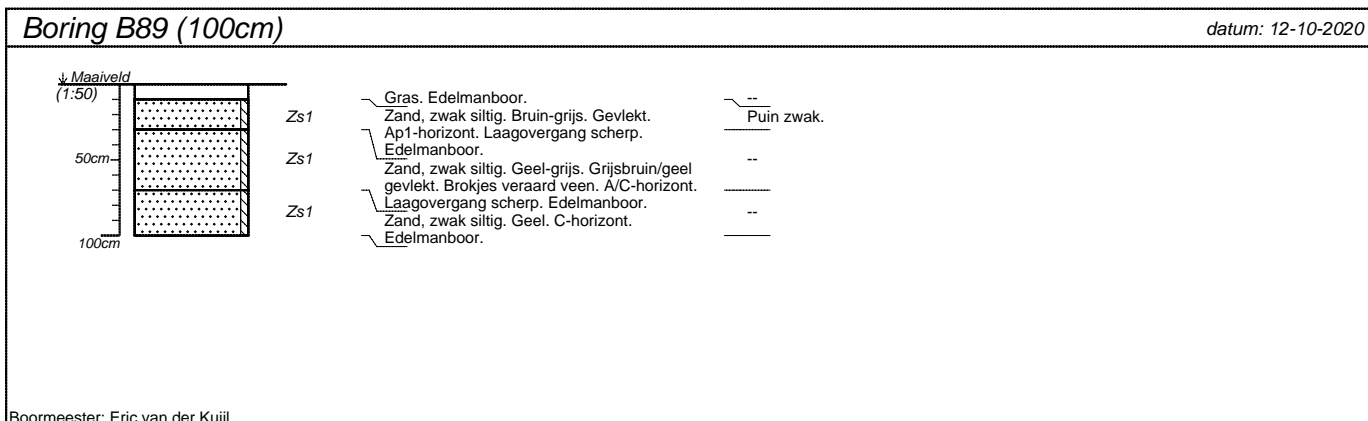 Boring B89 (100cm)
datum: 12-10-2020
Maaiveld
(1:50)
50cm
100cm
Zs1
Zs1
Zs1
Gras. Edelmanboor.
Zand, zwak siltig. Bruin-grijs. Gevlekt.
Ap1-horizont. Laagovergang scherp.
Edelmanboor.
Zand, zwak siltig. Geel-grijs. Grijsbruin/geel
gevlekt. Brokjes veraard veen. A/C-horizont.
Laagovergang scherp. Edelmanboor.
Zand, zwak siltig. Geel. C-horizont.
Edelmanboor.
--
Puin zwak.
--
--
Boormeester: Eric van der Kuijl